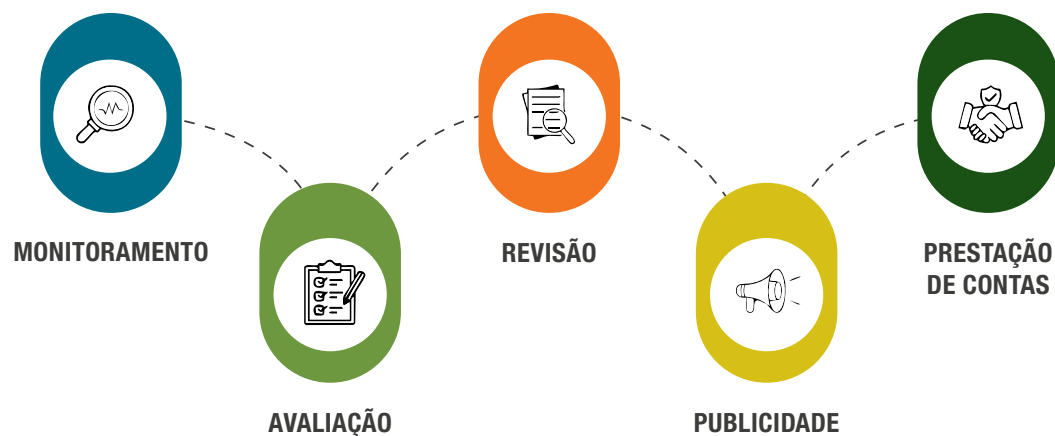 MONITORAMENTO
AVALIAÇÃO
REVISÃO
PUBLICIDADE
PRESTAÇÃO
DE CONTAS